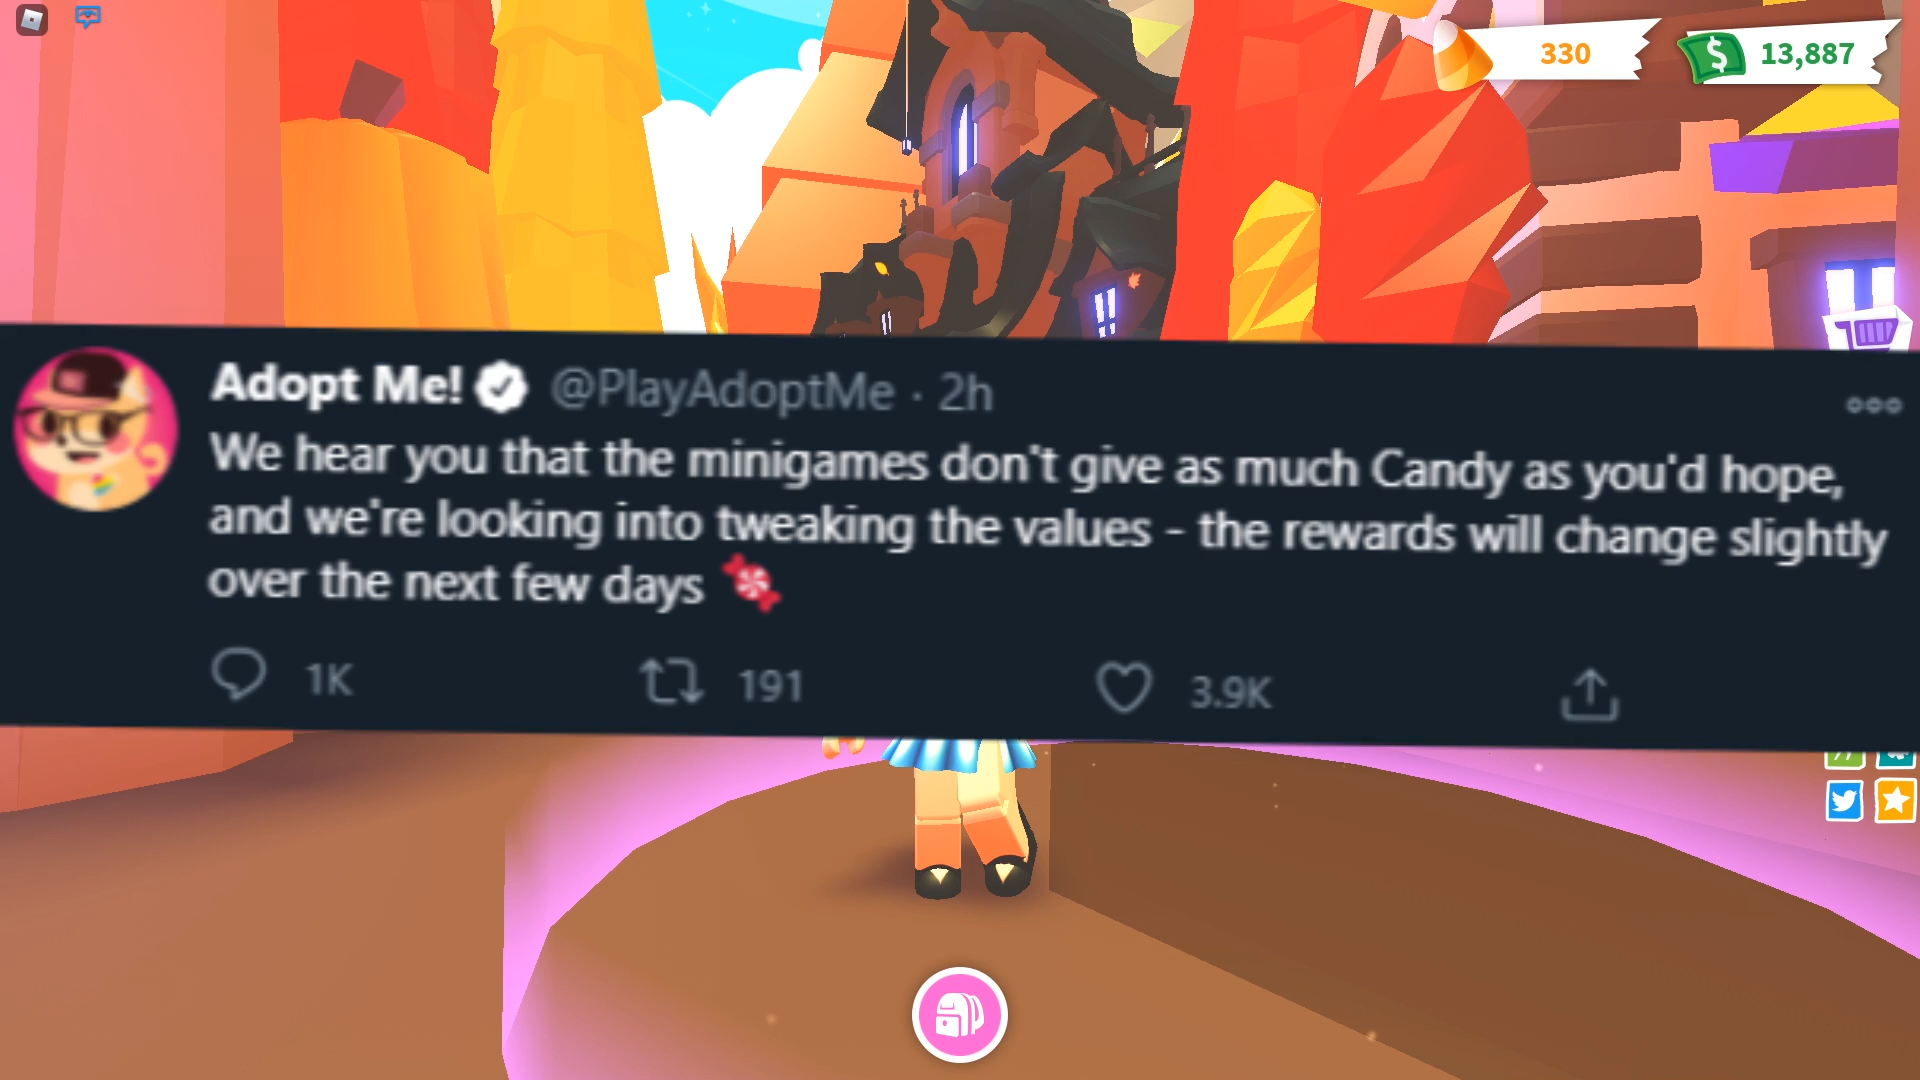 330
13,887
Adopt Me! @PlayAdoptMe · 2h
We hear you that the minigames don't give as much Candy as you'd hope,
and we're looking into tweaking the values - the rewards will change slightly
over the next few days
1K 191 3.9K